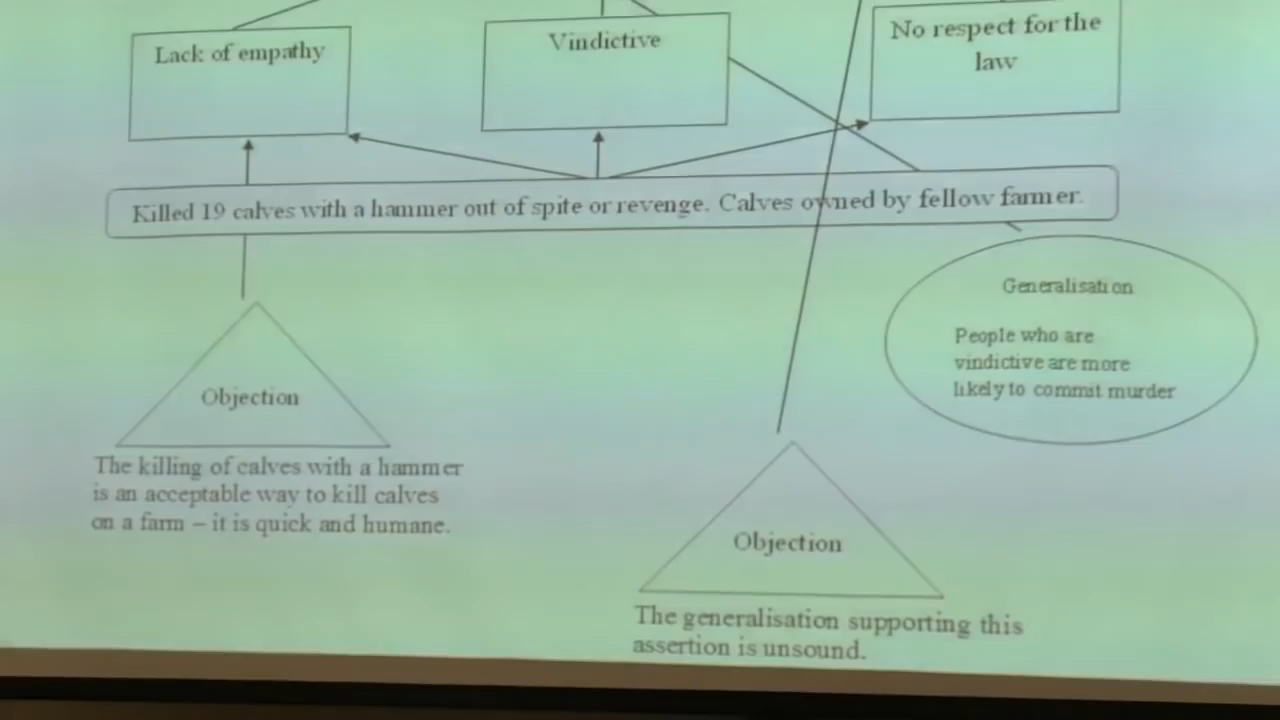 Lack of empathy
Vindictive
No respect for the
law
Killed 19 calves with a hammer out of spite or revenge. Calves owned by fellow farmer.
Generalisation
People who are
vindictive are more
likely to commit murder
Objection
The killing of calves with a hammer
is an acceptable way to kill calves
on a farm – it is quick and humane.
Objection
The generalisation supporting this
assertion is unsound.